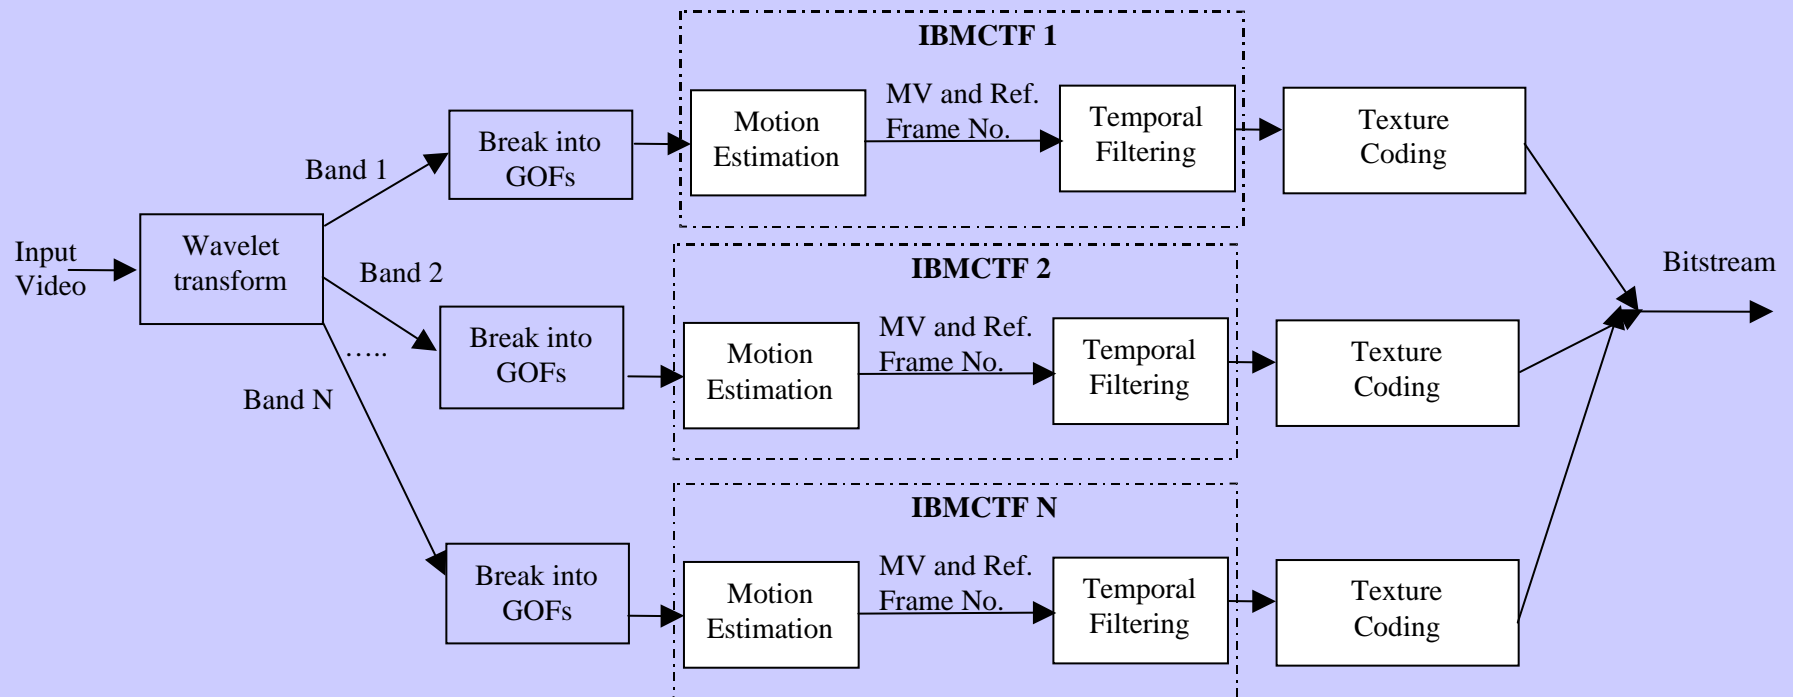 Input
Video
Wavelet
transform
Band 1
Band 2
.....
Band N
Break into
GOFs
IBMCTF 1
Motion
Estimation
MV and Ref.
Frame No.
Temporal
Filtering
Texture
Coding
Break into
GOFs
IBMCTF 2
Motion
Estimation
MV and Ref.
Frame No.
Temporal
Filtering
Texture
Coding
Break into
GOFs
IBMCTF N
Motion
Estimation
MV and Ref.
Frame No.
Temporal
Filtering
Texture
Coding
Bitstream